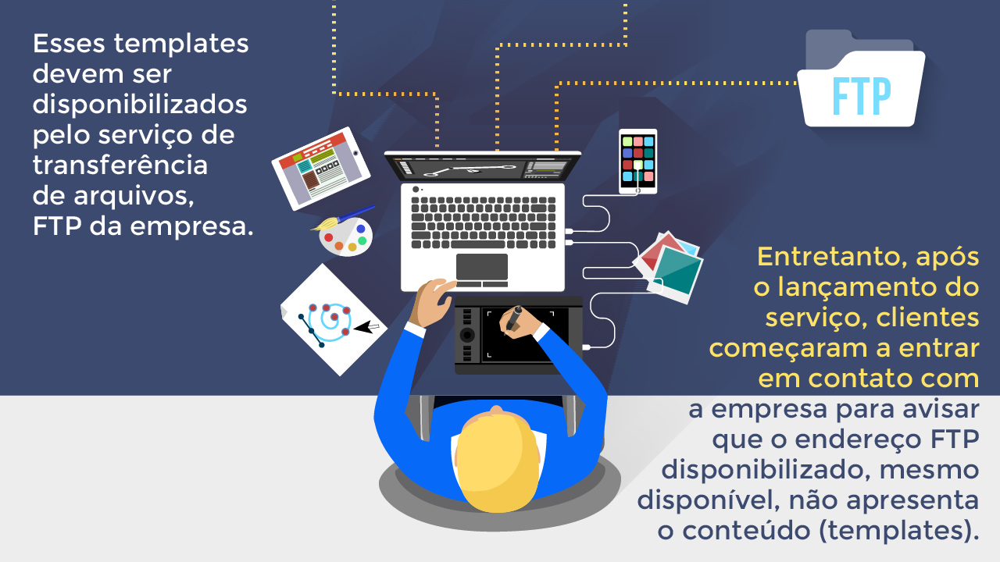 Esses templates
devem ser
disponibilizados
pelo serviço de
transferência
de arquivos,
FTP da empresa.
FTP
Entretanto, após
o lançamento do
serviço, clientes
começaram a entrar
em contato com
a empresa para avisar
que o endereço FTP
disponibilizado, mesmo
disponível, não apresenta
o conteúdo (templates).